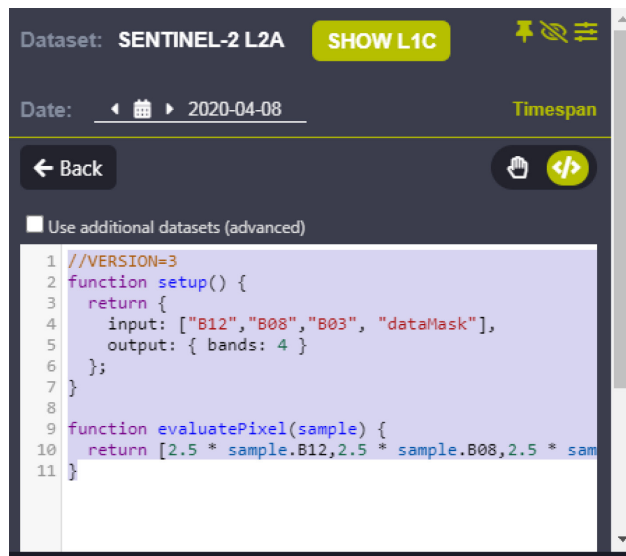 Dataset: SENTINEL-2 L2A SHOW L1C
Date: 2020-04-08 Timespan
Back </>
Use additional datasets (advanced)
1 //VERSION=3
2 function setup() {
3   return {
4     input: ["B12","B08","B03", "dataMask"],
5     output: { bands: 4 }
6   };
7 }
8
9 function evaluatePixel(sample) {
10   return [2.5 * sample.B12,2.5 * sample.B08,2.5 * sam
11 }